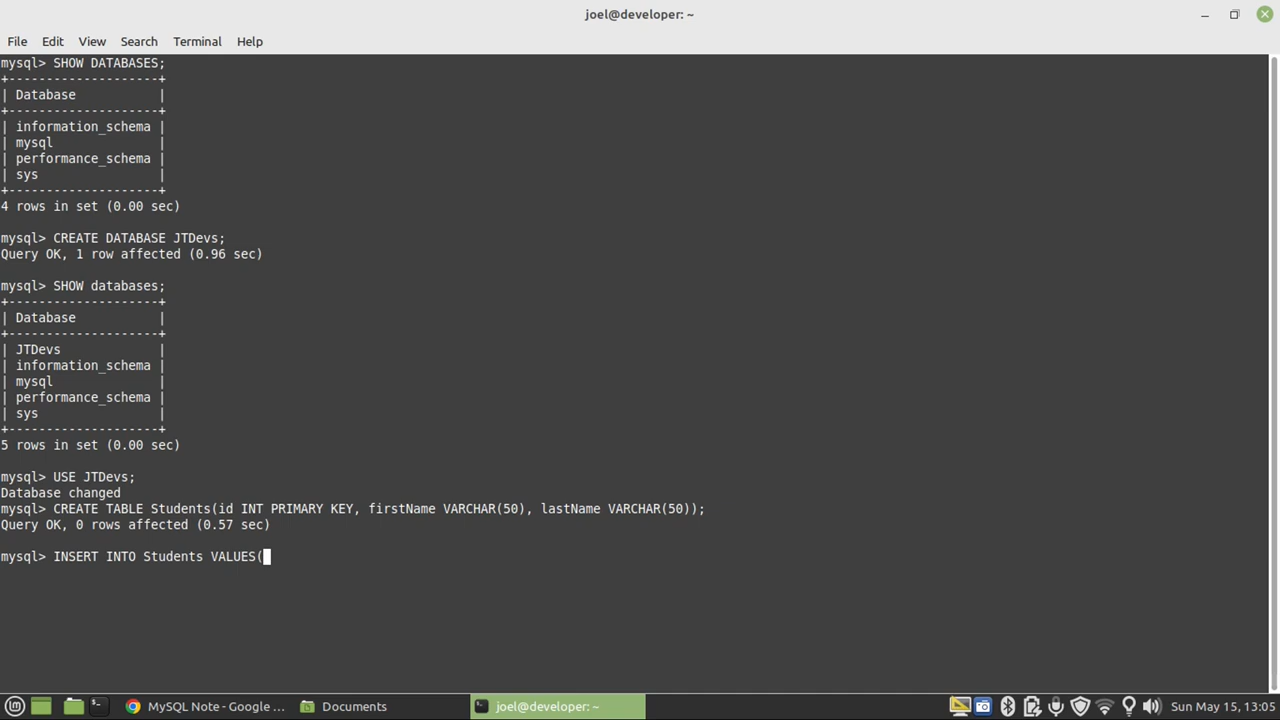 joel@developer: ~
File Edit View Search Terminal Help
mysql> SHOW DATABASES;
+--------------------+
| Database           |
+--------------------+
| information_schema |
| mysql              |
| performance_schema |
| sys                |
+--------------------+
4 rows in set (0.00 sec)
mysql> CREATE DATABASE JTDevs;
Query OK, 1 row affected (0.96 sec)
mysql> SHOW databases;
+--------------------+
| Database           |
+--------------------+
| JTDevs             |
| information_schema |
| mysql              |
| performance_schema |
| sys                |
+--------------------+
5 rows in set (0.00 sec)
mysql> USE JTDevs;
Database changed
mysql> CREATE TABLE Students(id INT PRIMARY KEY, firstName VARCHAR(50), lastName VARCHAR(50));
Query OK, 0 rows affected (0.57 sec)
mysql> INSERT INTO Students VALUES(
MySQL Note - Google ... Documents joel@developer: ~ Sun May 15, 13:05